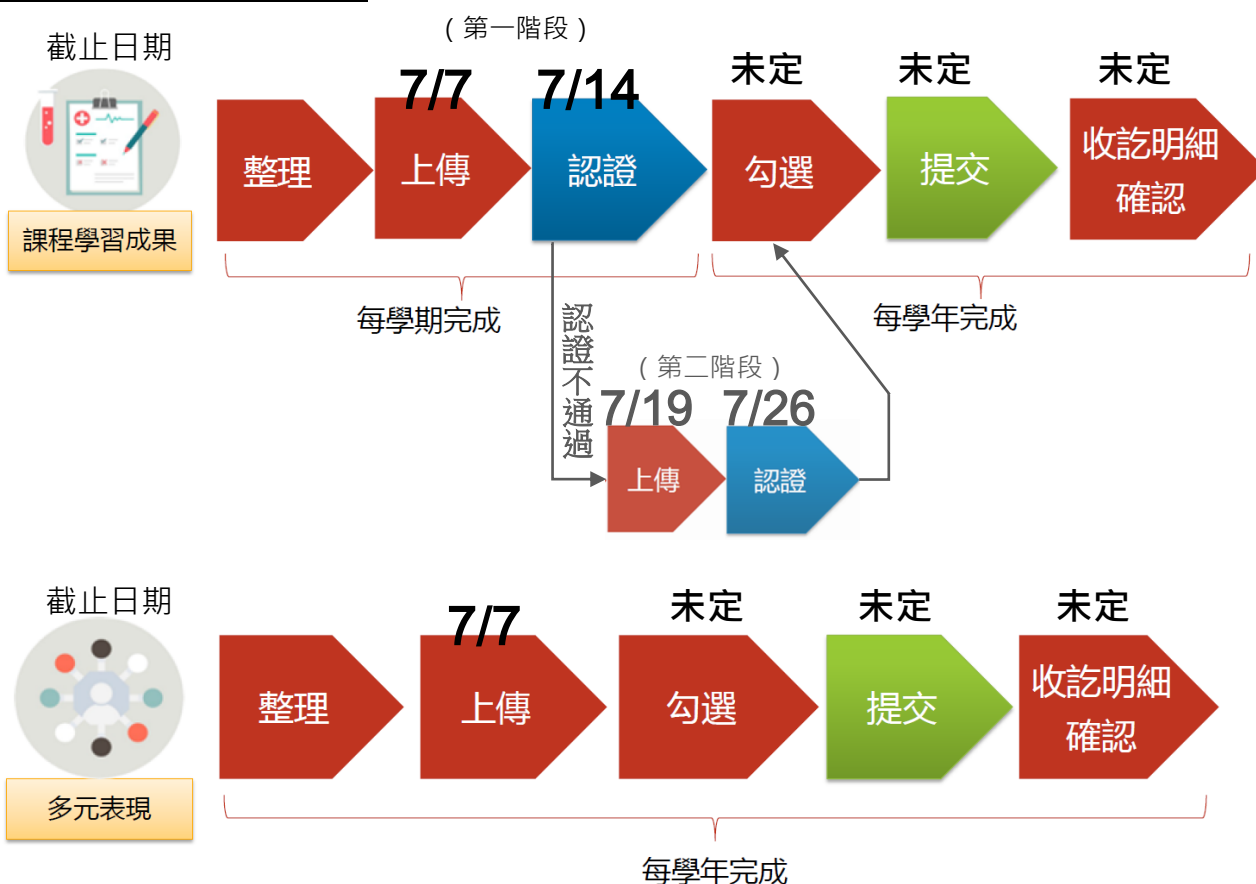 截止日期
課程學習成果
（第一階段）
7/7
7/14
未定
未定
未定
整理
上傳
認證
勾選
提交
收訖明細
確認
每學期完成
每學年完成
認證不通過
（第二階段）
7/19
7/26
上傳
認證
截止日期
多元表現
7/7
未定
未定
未定
整理
上傳
勾選
提交
收訖明細
確認
每學年完成